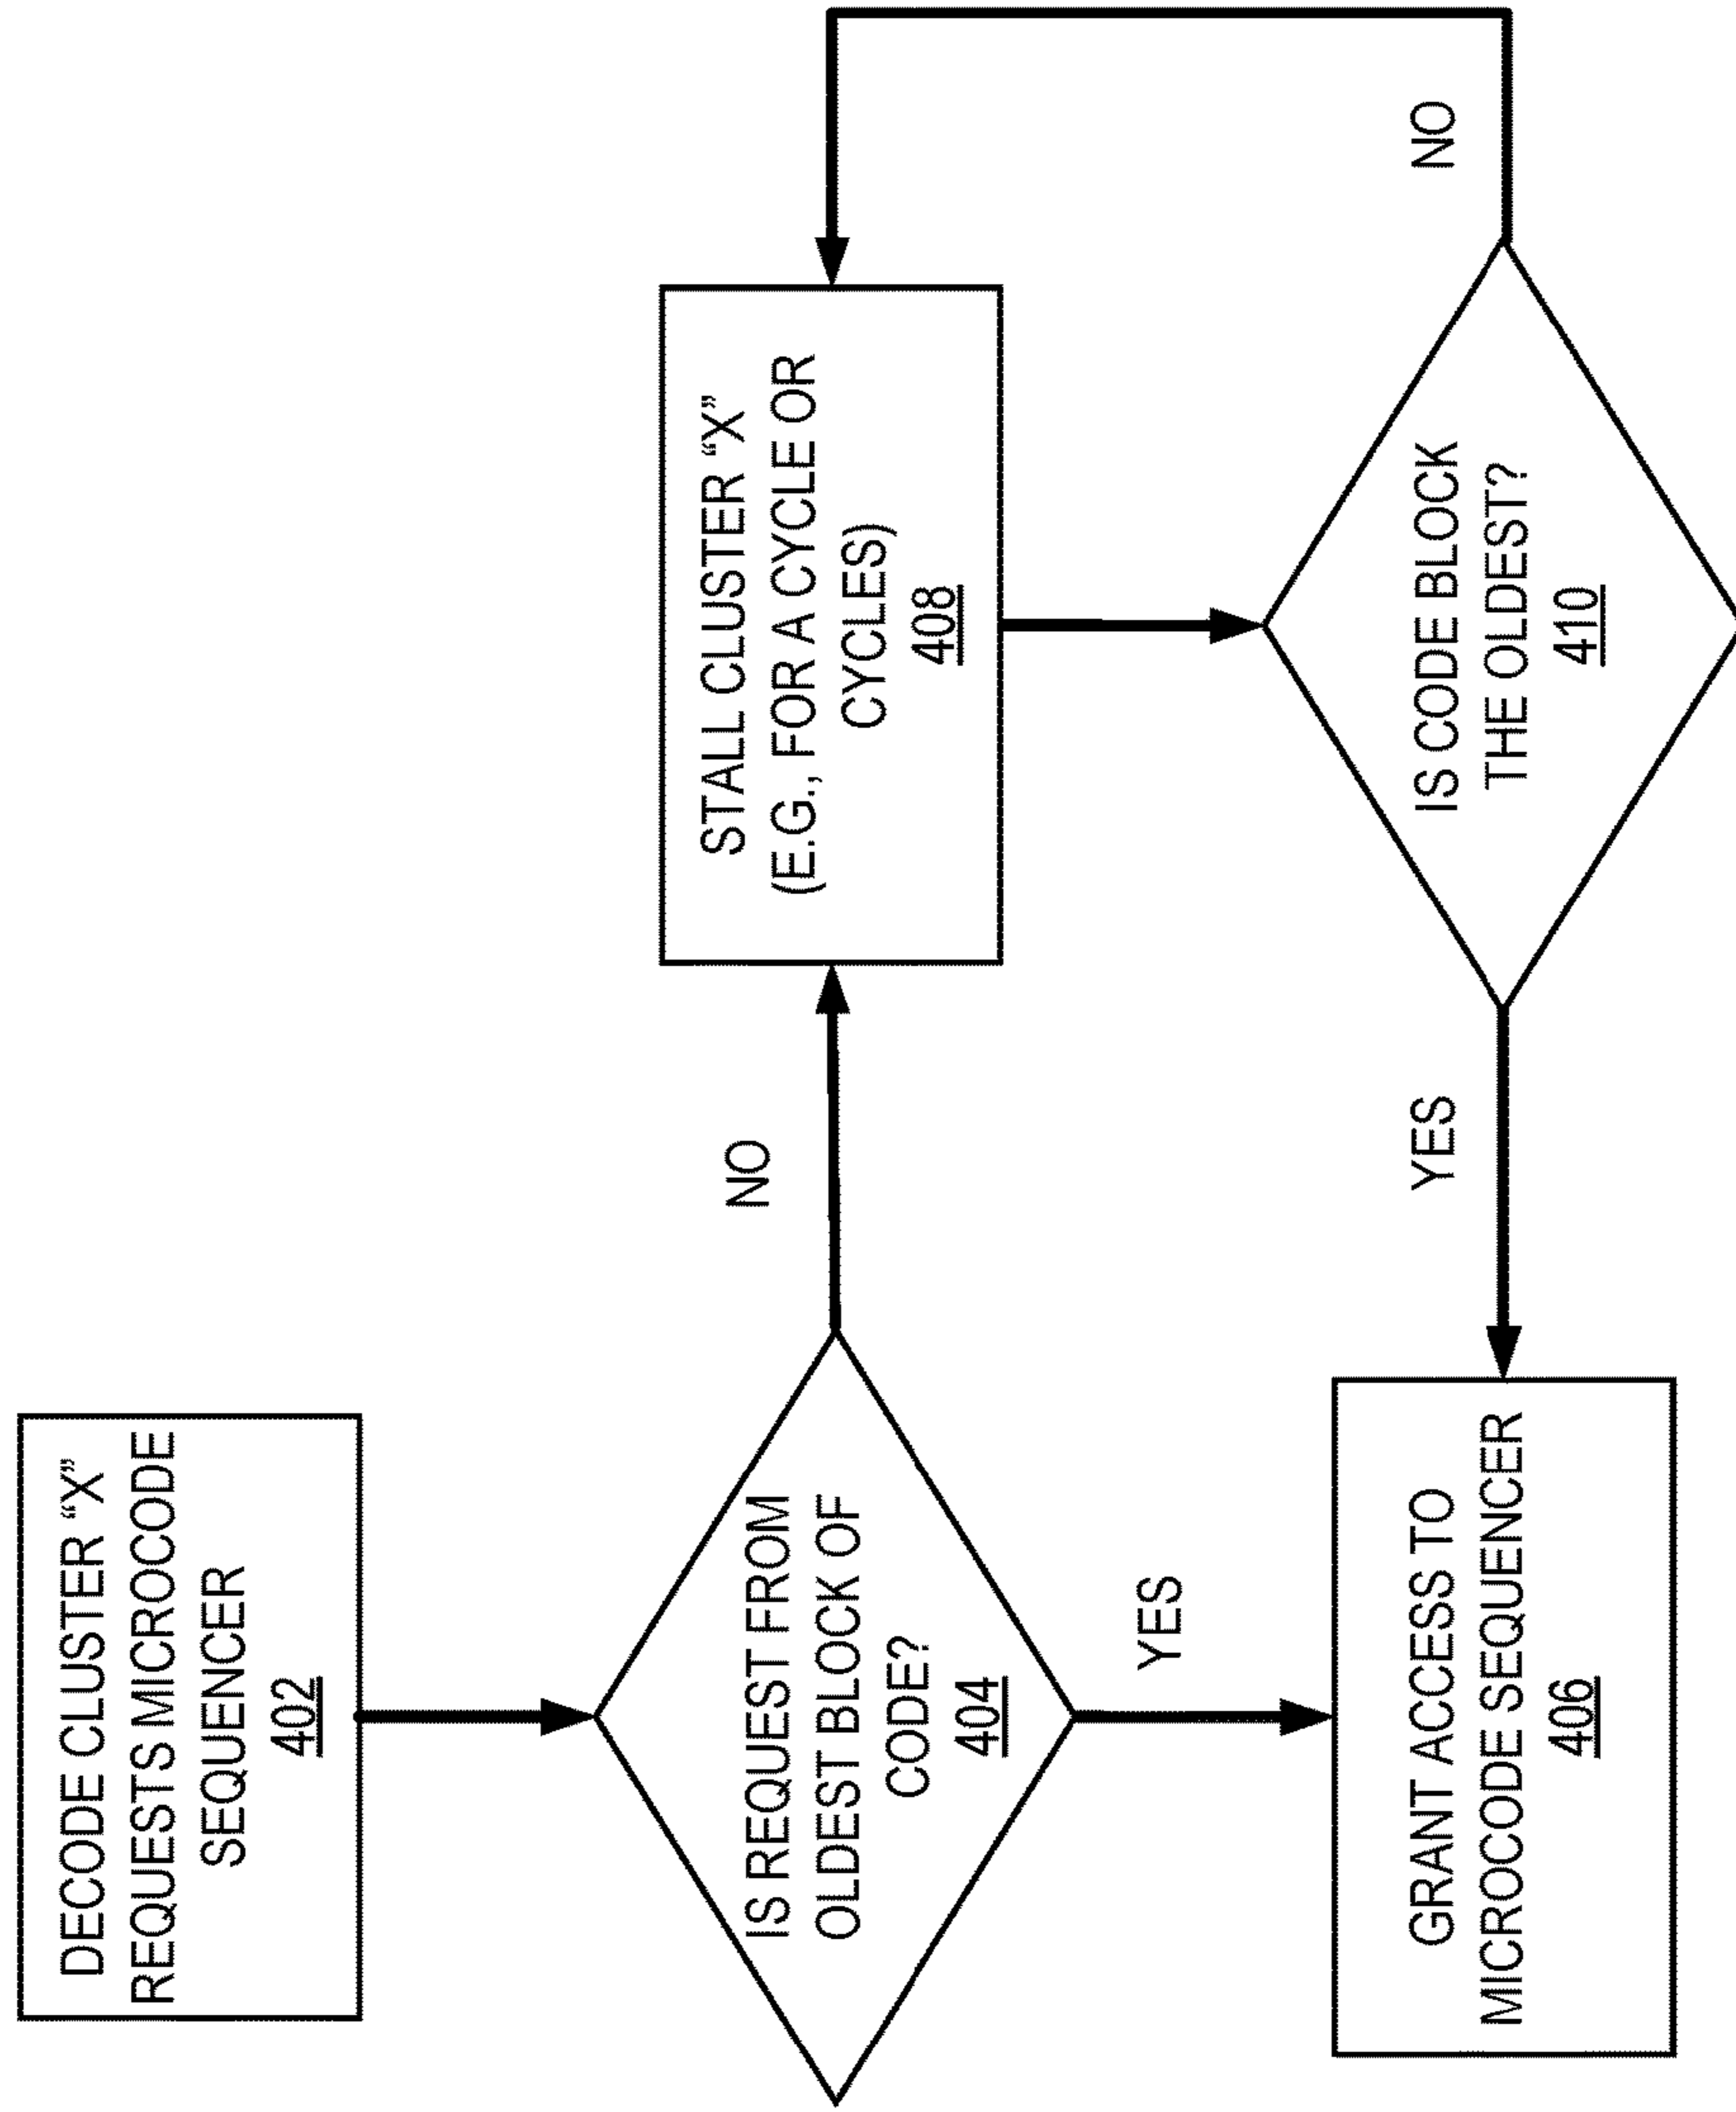 DECODE CLUSTER “X”
REQUESTS MICROCODE
SEQUENCER
402
IS REQUEST FROM
OLDEST BLOCK OF
CODE?
404
NO
YES
STALL CLUSTER “X”
(E.G., FOR A CYCLE OR
CYCLES)
408
GRANT ACCESS TO
MICROCODE SEQUENCER
406
YES
IS CODE BLOCK
THE OLDEST?
410
NO